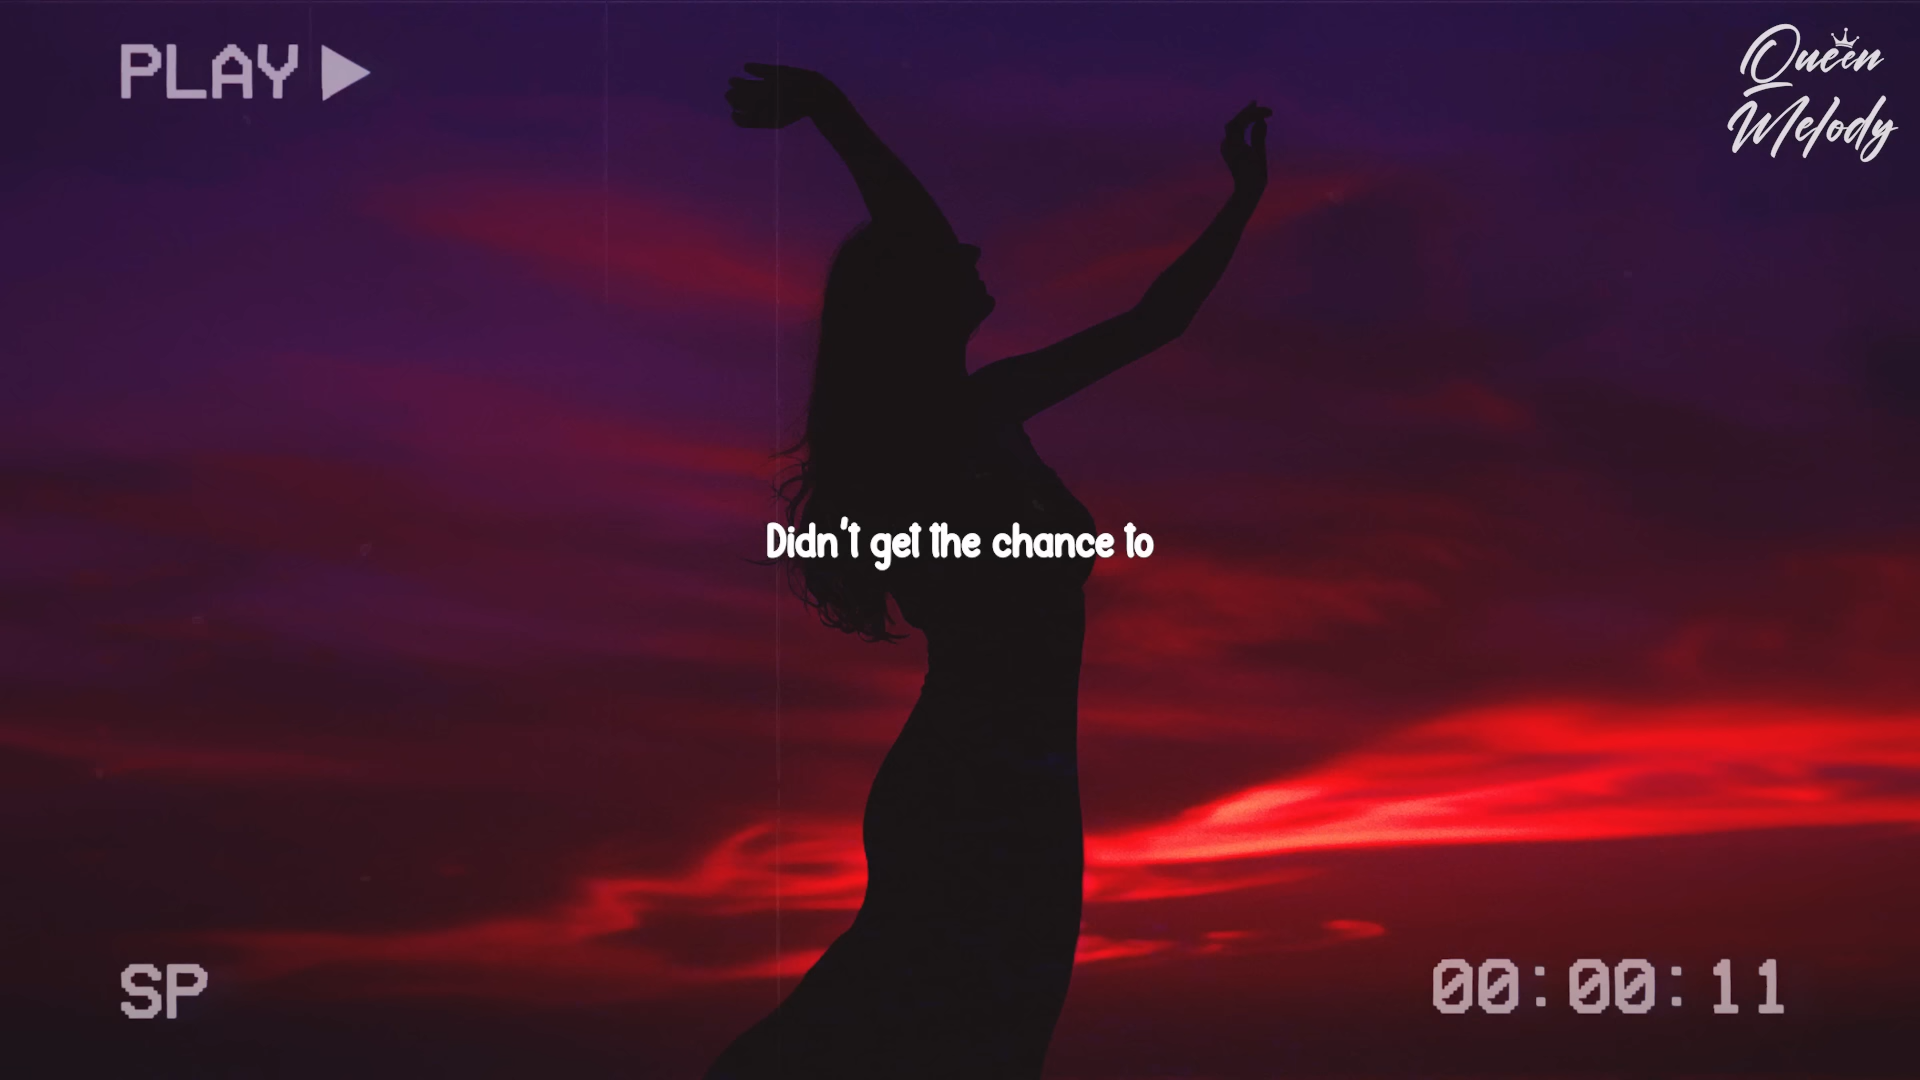 PLAY
Queen
Melody
Didn't get the chance to
SP
00:00:11